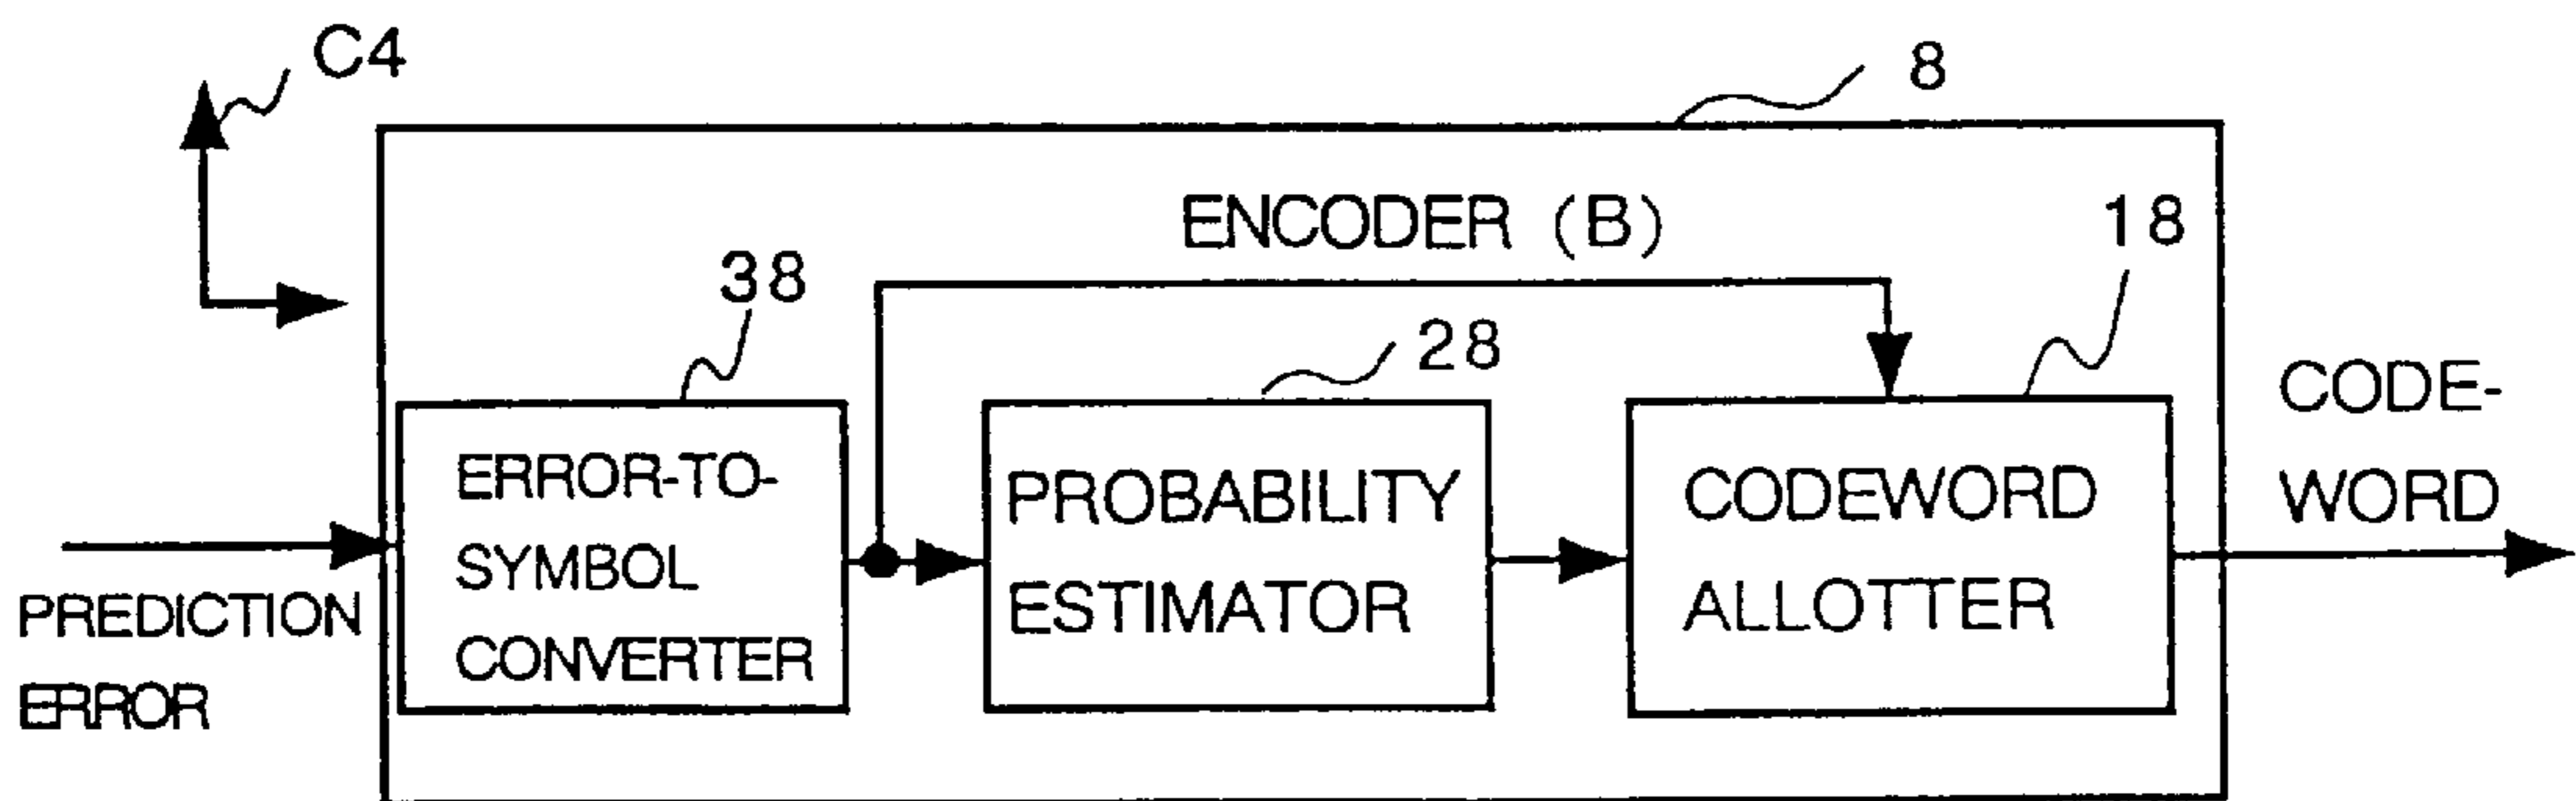 C4
8
ENCODER (B)
18
38
28
CODE-
WORD
ERROR-TO-
SYMBOL
CONVERTER
PROBABILITY
ESTIMATOR
CODEWORD
ALLOTTER
PREDICTION
ERROR